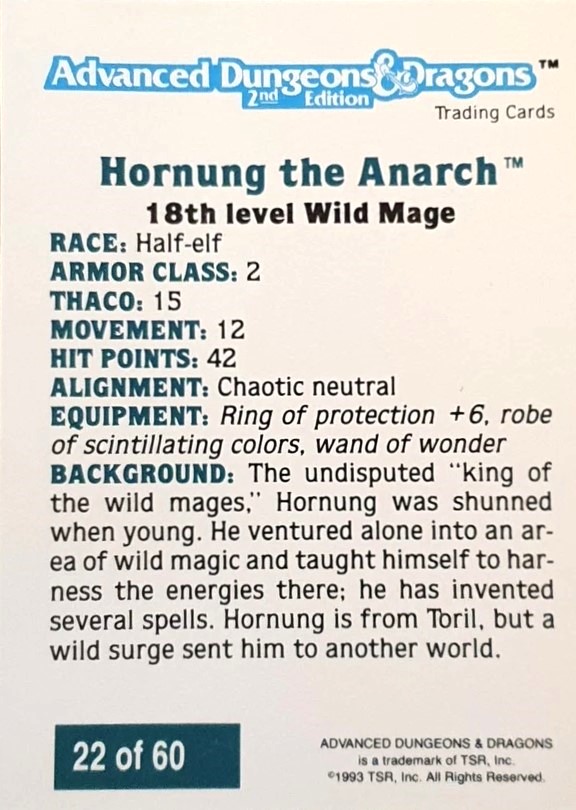 Advanced Dungeons & Dragons™
2nd Edition
Trading Cards
Hornung the Anarch™
18th level Wild Mage
RACE: Half-elf
ARMOR CLASS: 2
THACO: 15
MOVEMENT: 12
HIT POINTS: 42
ALIGNMENT: Chaotic neutral
EQUIPMENT: Ring of protection +6, robe
of scintillating colors, wand of wonder
BACKGROUND: The undisputed "king of
the wild mages," Hornung was shunned
when young. He ventured alone into an ar-
ea of wild magic and taught himself to har-
ness the energies there; he has invented
several spells. Hornung is from Toril, but a
wild surge sent him to another world.
22 of 60
ADVANCED DUNGEONS & DRAGONS
is a trademark of TSR, Inc.
©1993 TSR, Inc. All Rights Reserved.